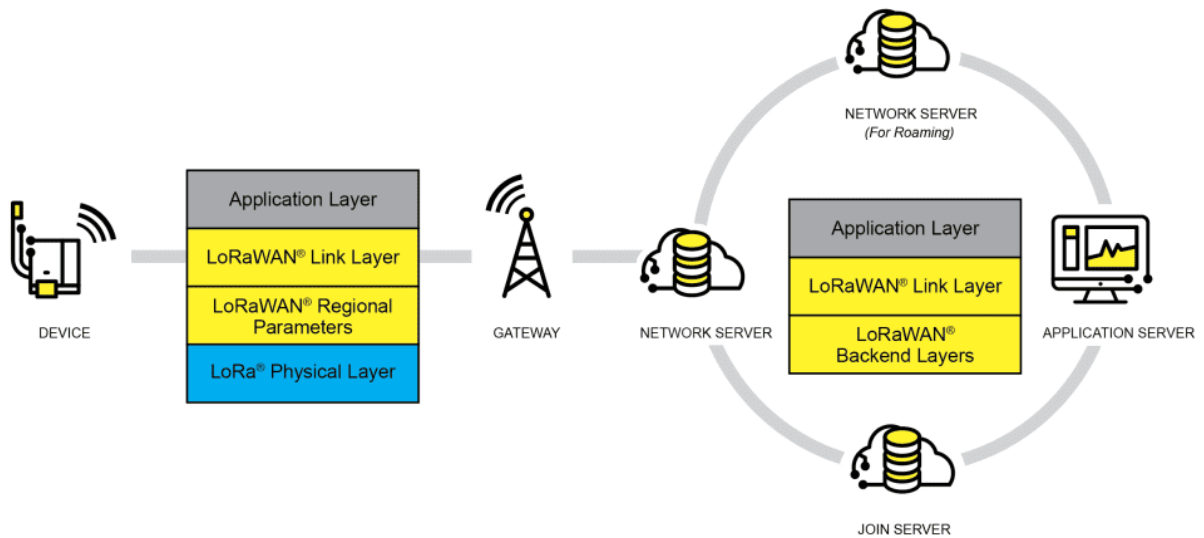 NETWORK SERVER
(For Roaming)
Application Layer
LoRaWAN® Link Layer
LoRaWAN® Regional
Parameters
LoRa® Physical Layer
Application Layer
LoRaWAN® Link Layer
LoRaWAN®
Backend Layers
DEVICE
GATEWAY
NETWORK SERVER
APPLICATION SERVER
JOIN SERVER